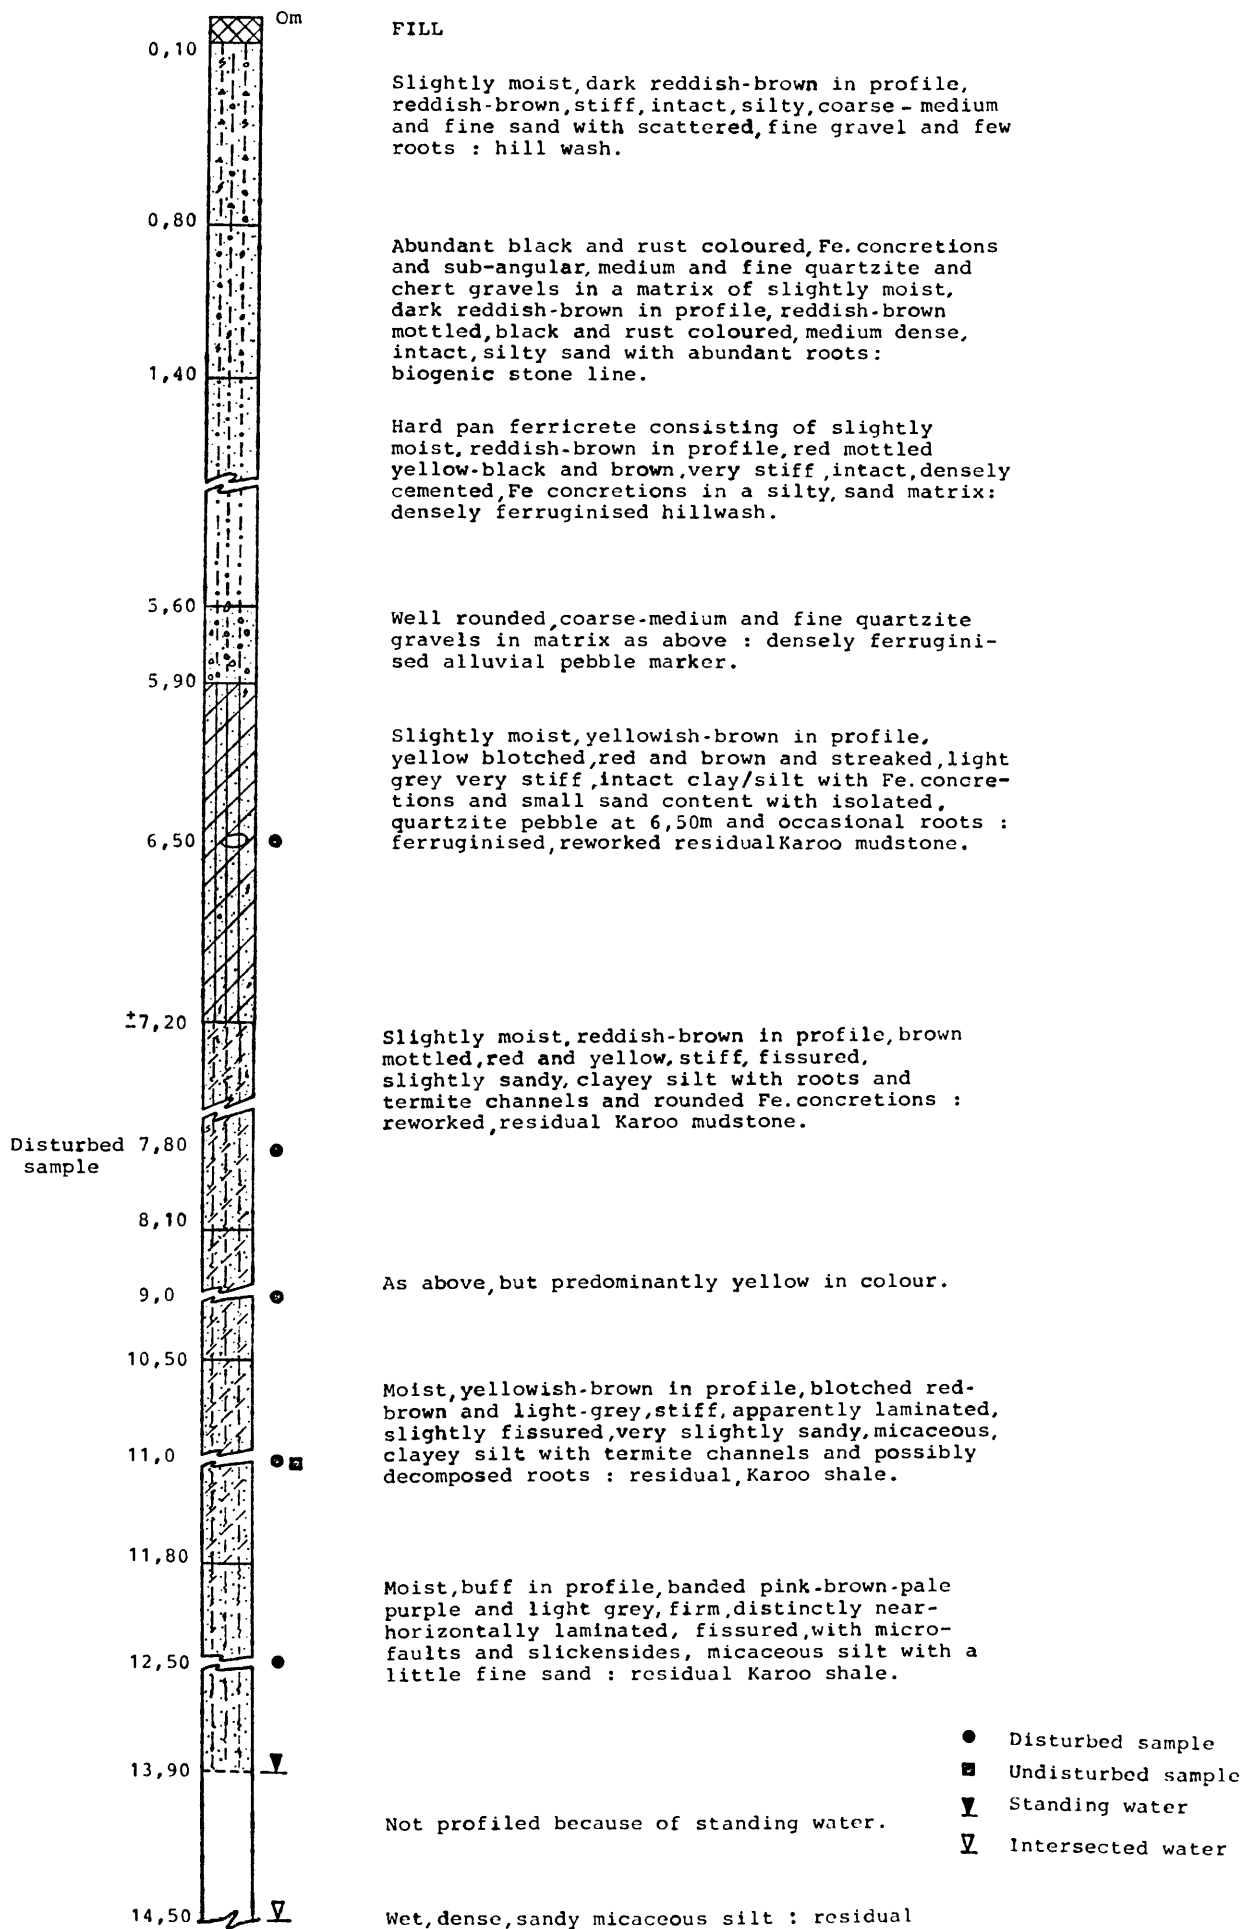 0m
FILL
0,10
Slightly moist,dark reddish-brown in profile,
reddish-brown,stiff,intact,silty,coarse-medium
and fine sand with scattered,fine gravel and few
roots : hill wash.
0,80
Abundant black and rust coloured,Fe.concretions
and sub-angular,medium and fine quartzite and
chert gravels in a matrix of slightly moist,
dark reddish-brown in profile,reddish-brown
mottled,black and rust coloured,medium dense,
intact,silty sand with abundant roots:
biogenic stone line.
1,40
Hard pan ferricrete consisting of slightly
moist,reddish-brown in profile,red mottled
yellow-black and brown,very stiff,intact,densely
cemented,Fe concretions in a silty,sand matrix:
densely ferruginised hillwash.
5,60
Well rounded,coarse-medium and fine quartzite
gravels in matrix as above : densely ferrugini-
sed alluvial pebble marker.
5,90
Slightly moist,yellowish-brown in profile,
yellow blotched,red and brown and streaked,light
grey very stiff,intact clay/silt with Fe.concre-
tions and small sand content with isolated,
quartzite pebble at 6,50m and occasional roots :
ferruginised,reworked residual Karoo mudstone.
6,50
±7,20
Slightly moist,reddish-brown in profile,brown
mottled,red and yellow,stiff,fissured,
slightly sandy,clayey silt with roots and
termite channels and rounded Fe.concretions :
reworked,residual Karoo mudstone.
Disturbed 7,80
sample
8,10
As above,but predominantly yellow in colour.
9,0
10,50
Moist,yellowish-brown in profile,blotched red-
brown and light-grey,stiff,apparently laminated,
slightly fissured,very slightly sandy,micaceous,
clayey silt with termite channels and possibly
decomposed roots : residual,Karoo shale.
11,0
11,80
Moist,buff in profile,banded pink-brown-pale
purple and light grey,firm,distinctly near-
horizontally laminated, fissured,with micro-
faults and slickensides, micaceous silt with a
little fine sand : residual Karoo shale.
12,50
13,90
Not profiled because of standing water.
Disturbed sample
Undisturbed sample
Standing water
Intersected water
14,50
Wet,dense,sandy micaceous silt : residual